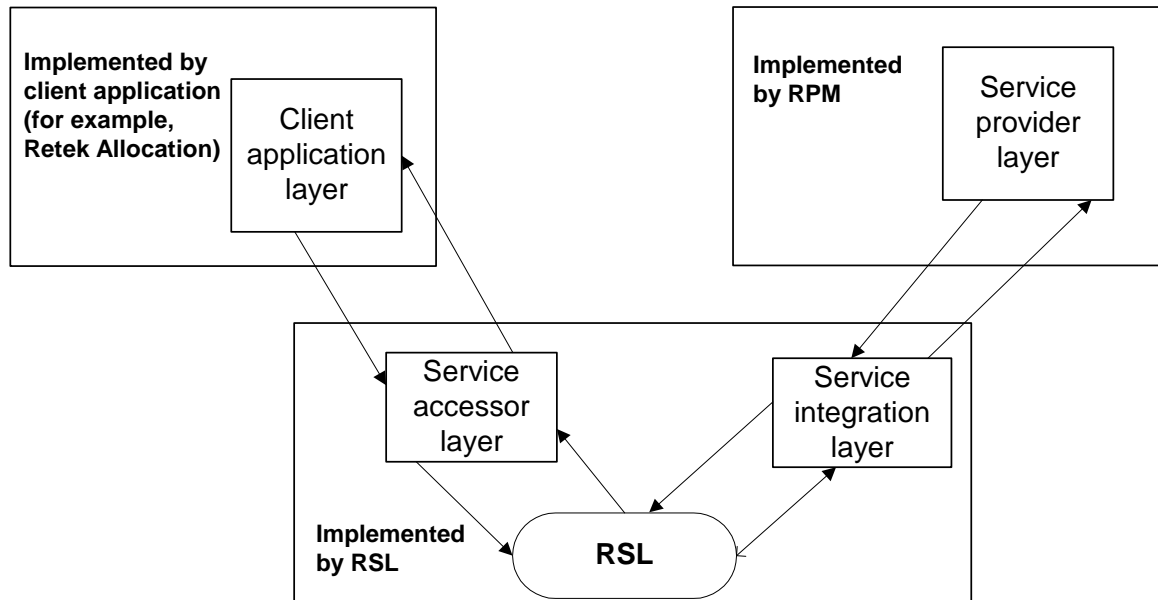 Implemented by
client application
(for example,
Retek Allocation)
Client
application
layer
Implemented
by RPM
Service
provider
layer
Service
accessor
layer
Service
integration
layer
Implemented
by RSL
RSL